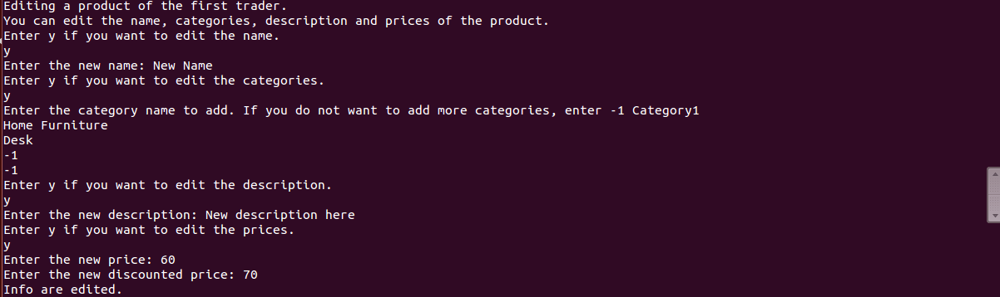 Editing a product of the first trader.
You can edit the name, categories, description and prices of the product.
Enter y if you want to edit the name.
y
Enter the new name: New Name
Enter y if you want to edit the categories.
y
Enter the category name to add. If you do not want to add more categories, enter -1 Category1
Home Furniture
Desk
-1
-1
Enter y if you want to edit the description.
y
Enter the new description: New description here
Enter y if you want to edit the prices.
y
Enter the new price: 60
Enter the new discounted price: 70
Info are edited.